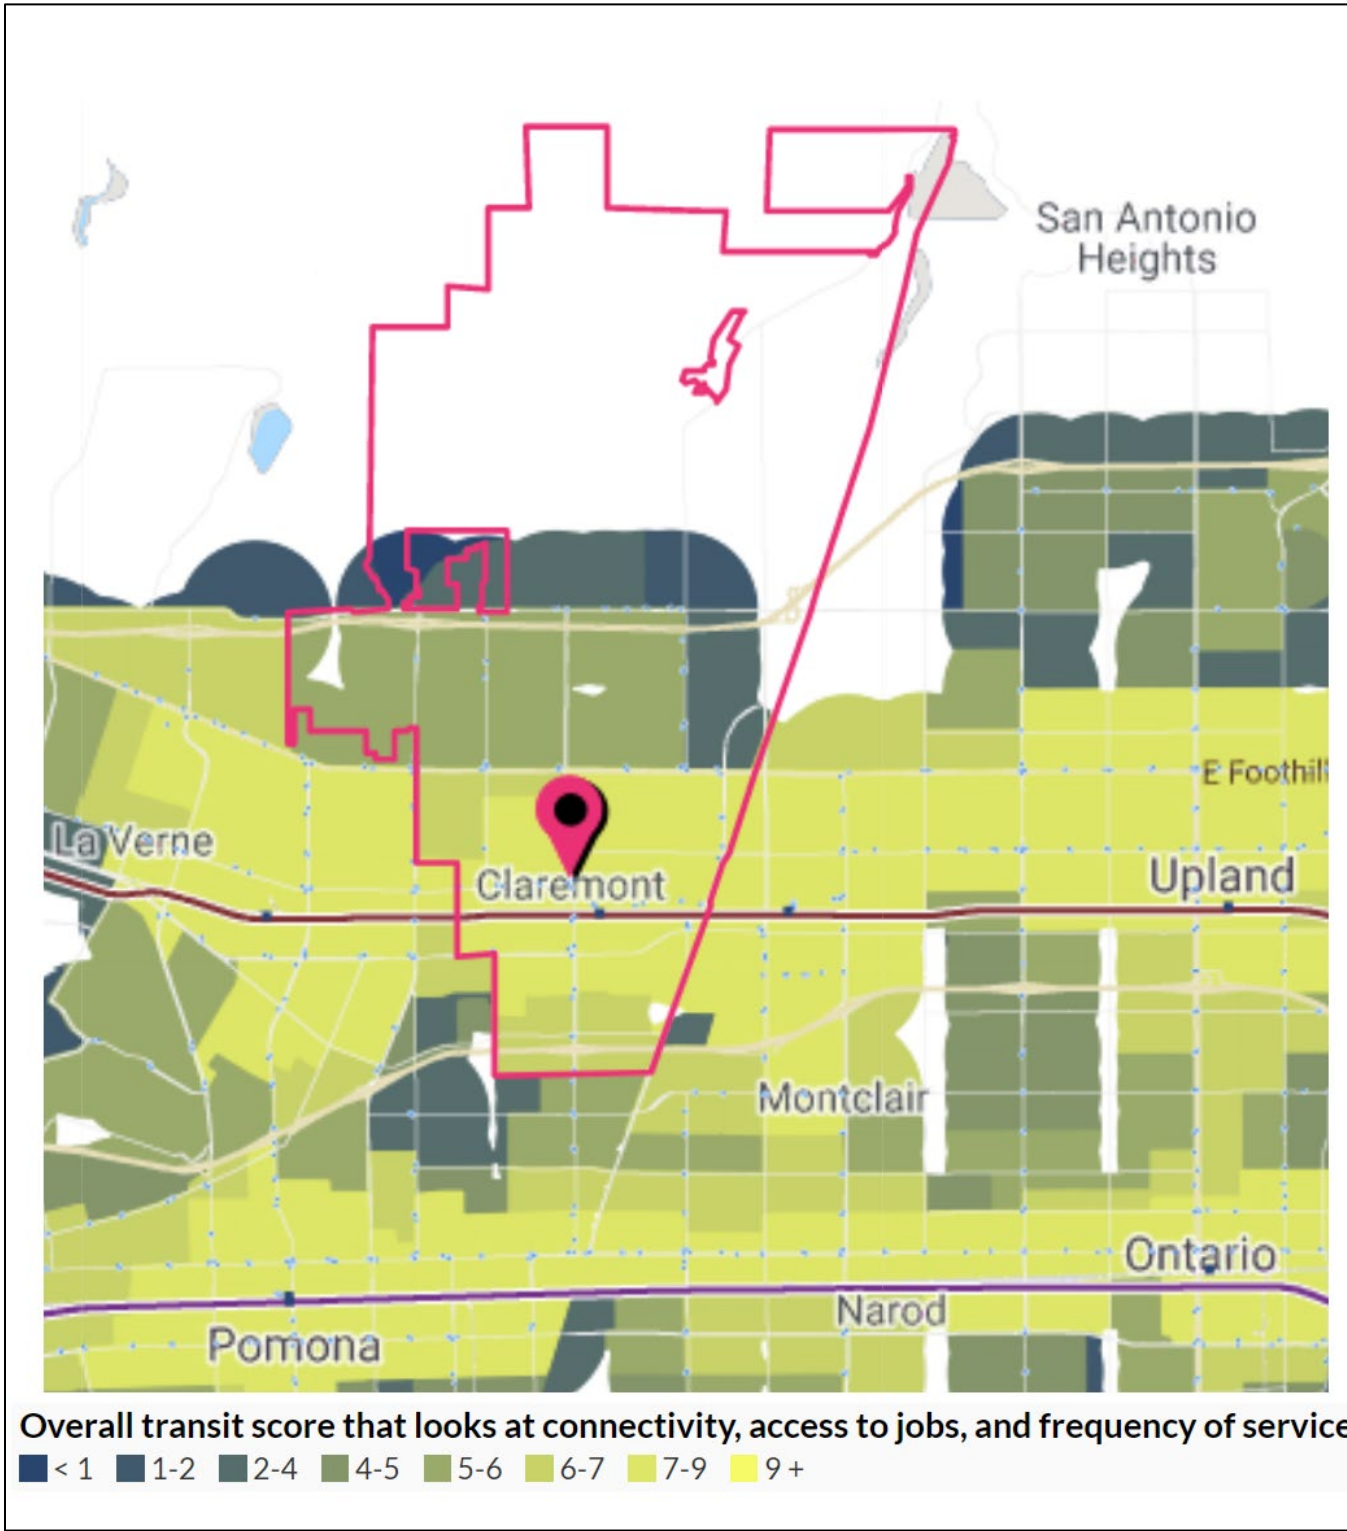 San Antonio
Heights
E Foothill
La Verne
Claremont
Upland
Montclair
Ontario
Narod
Pomona
Overall transit score that looks at connectivity, access to jobs, and frequency of service
< 1 1-2 2-4 4-5 5-6 6-7 7-9 9 +